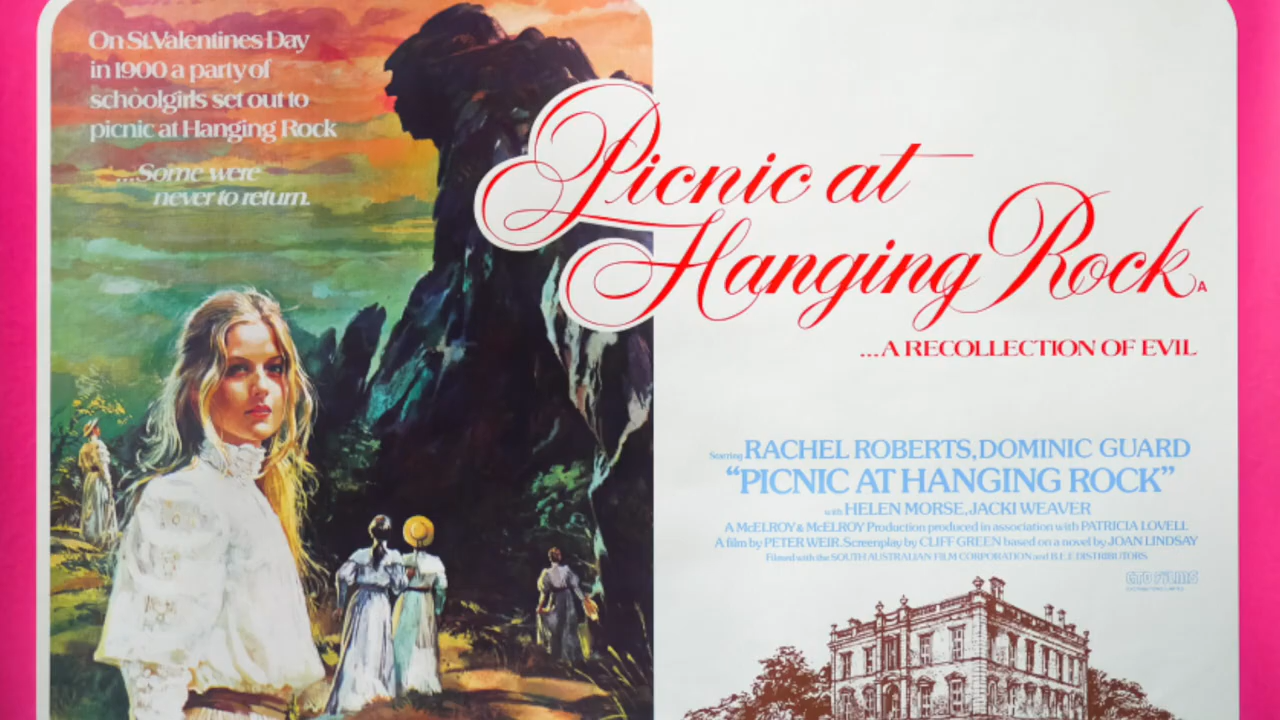 On St.Valentines Day
in 1900 a party of
schoolgirls set out to
picnic at Hanging Rock
....Some were
never to return.
Picnic at
Hanging Rock
A
...A RECOLLECTION OF EVIL
Starring RACHEL ROBERTS, DOMINIC GUARD
“PICNIC AT HANGING ROCK”
with HELEN MORSE, JACKI WEAVER
A McELROY & McELROY Production produced in association with PATRICIA LOVELL
A film by PETER WEIR. Screenplay by CLIFF GREEN based on a novel by JOAN LINDSAY
Filmed with the SOUTH AUSTRALIAN FILM CORPORATION and B.E.F. DISTRIBUTORS.
GTO FILMS